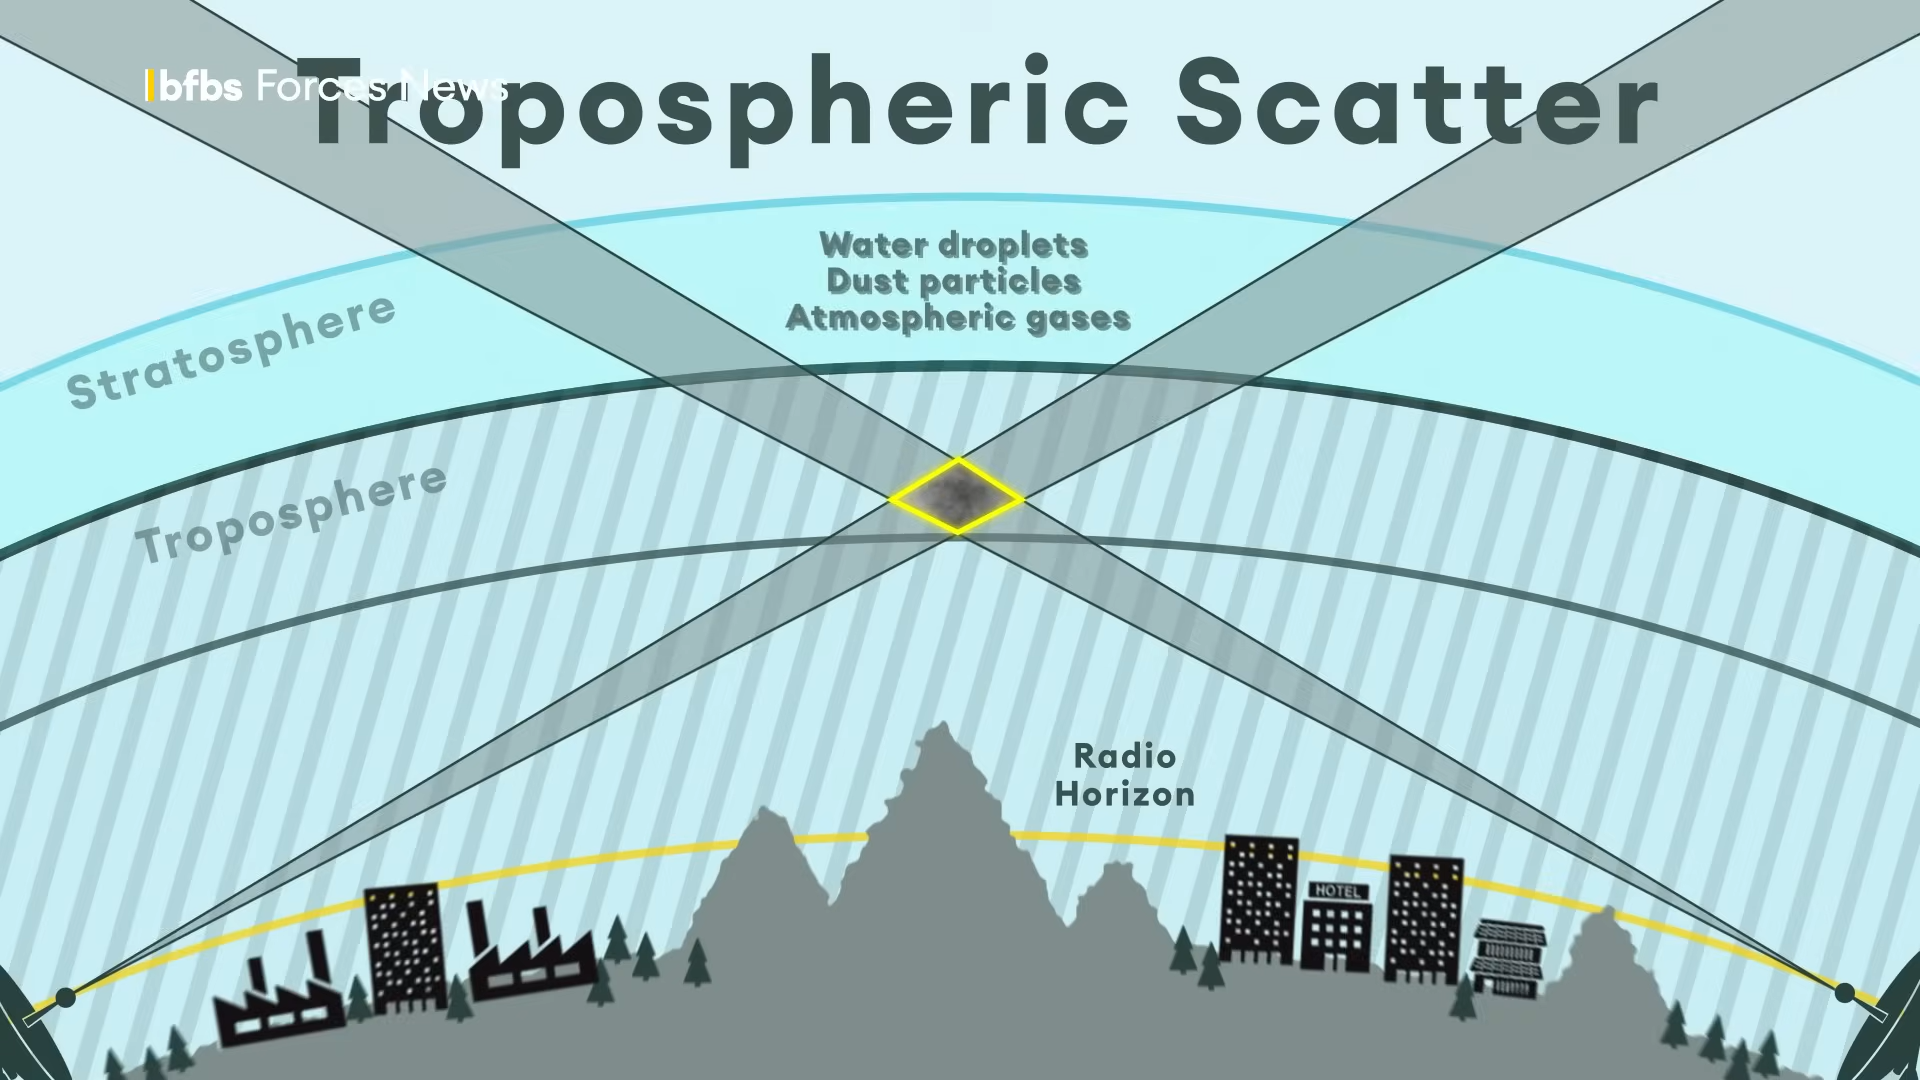 bfbs Forces News
Tropospheric Scatter
Water droplets
Dust particles
Atmospheric gases
Stratosphere
Troposphere
Radio
Horizon
HOTEL